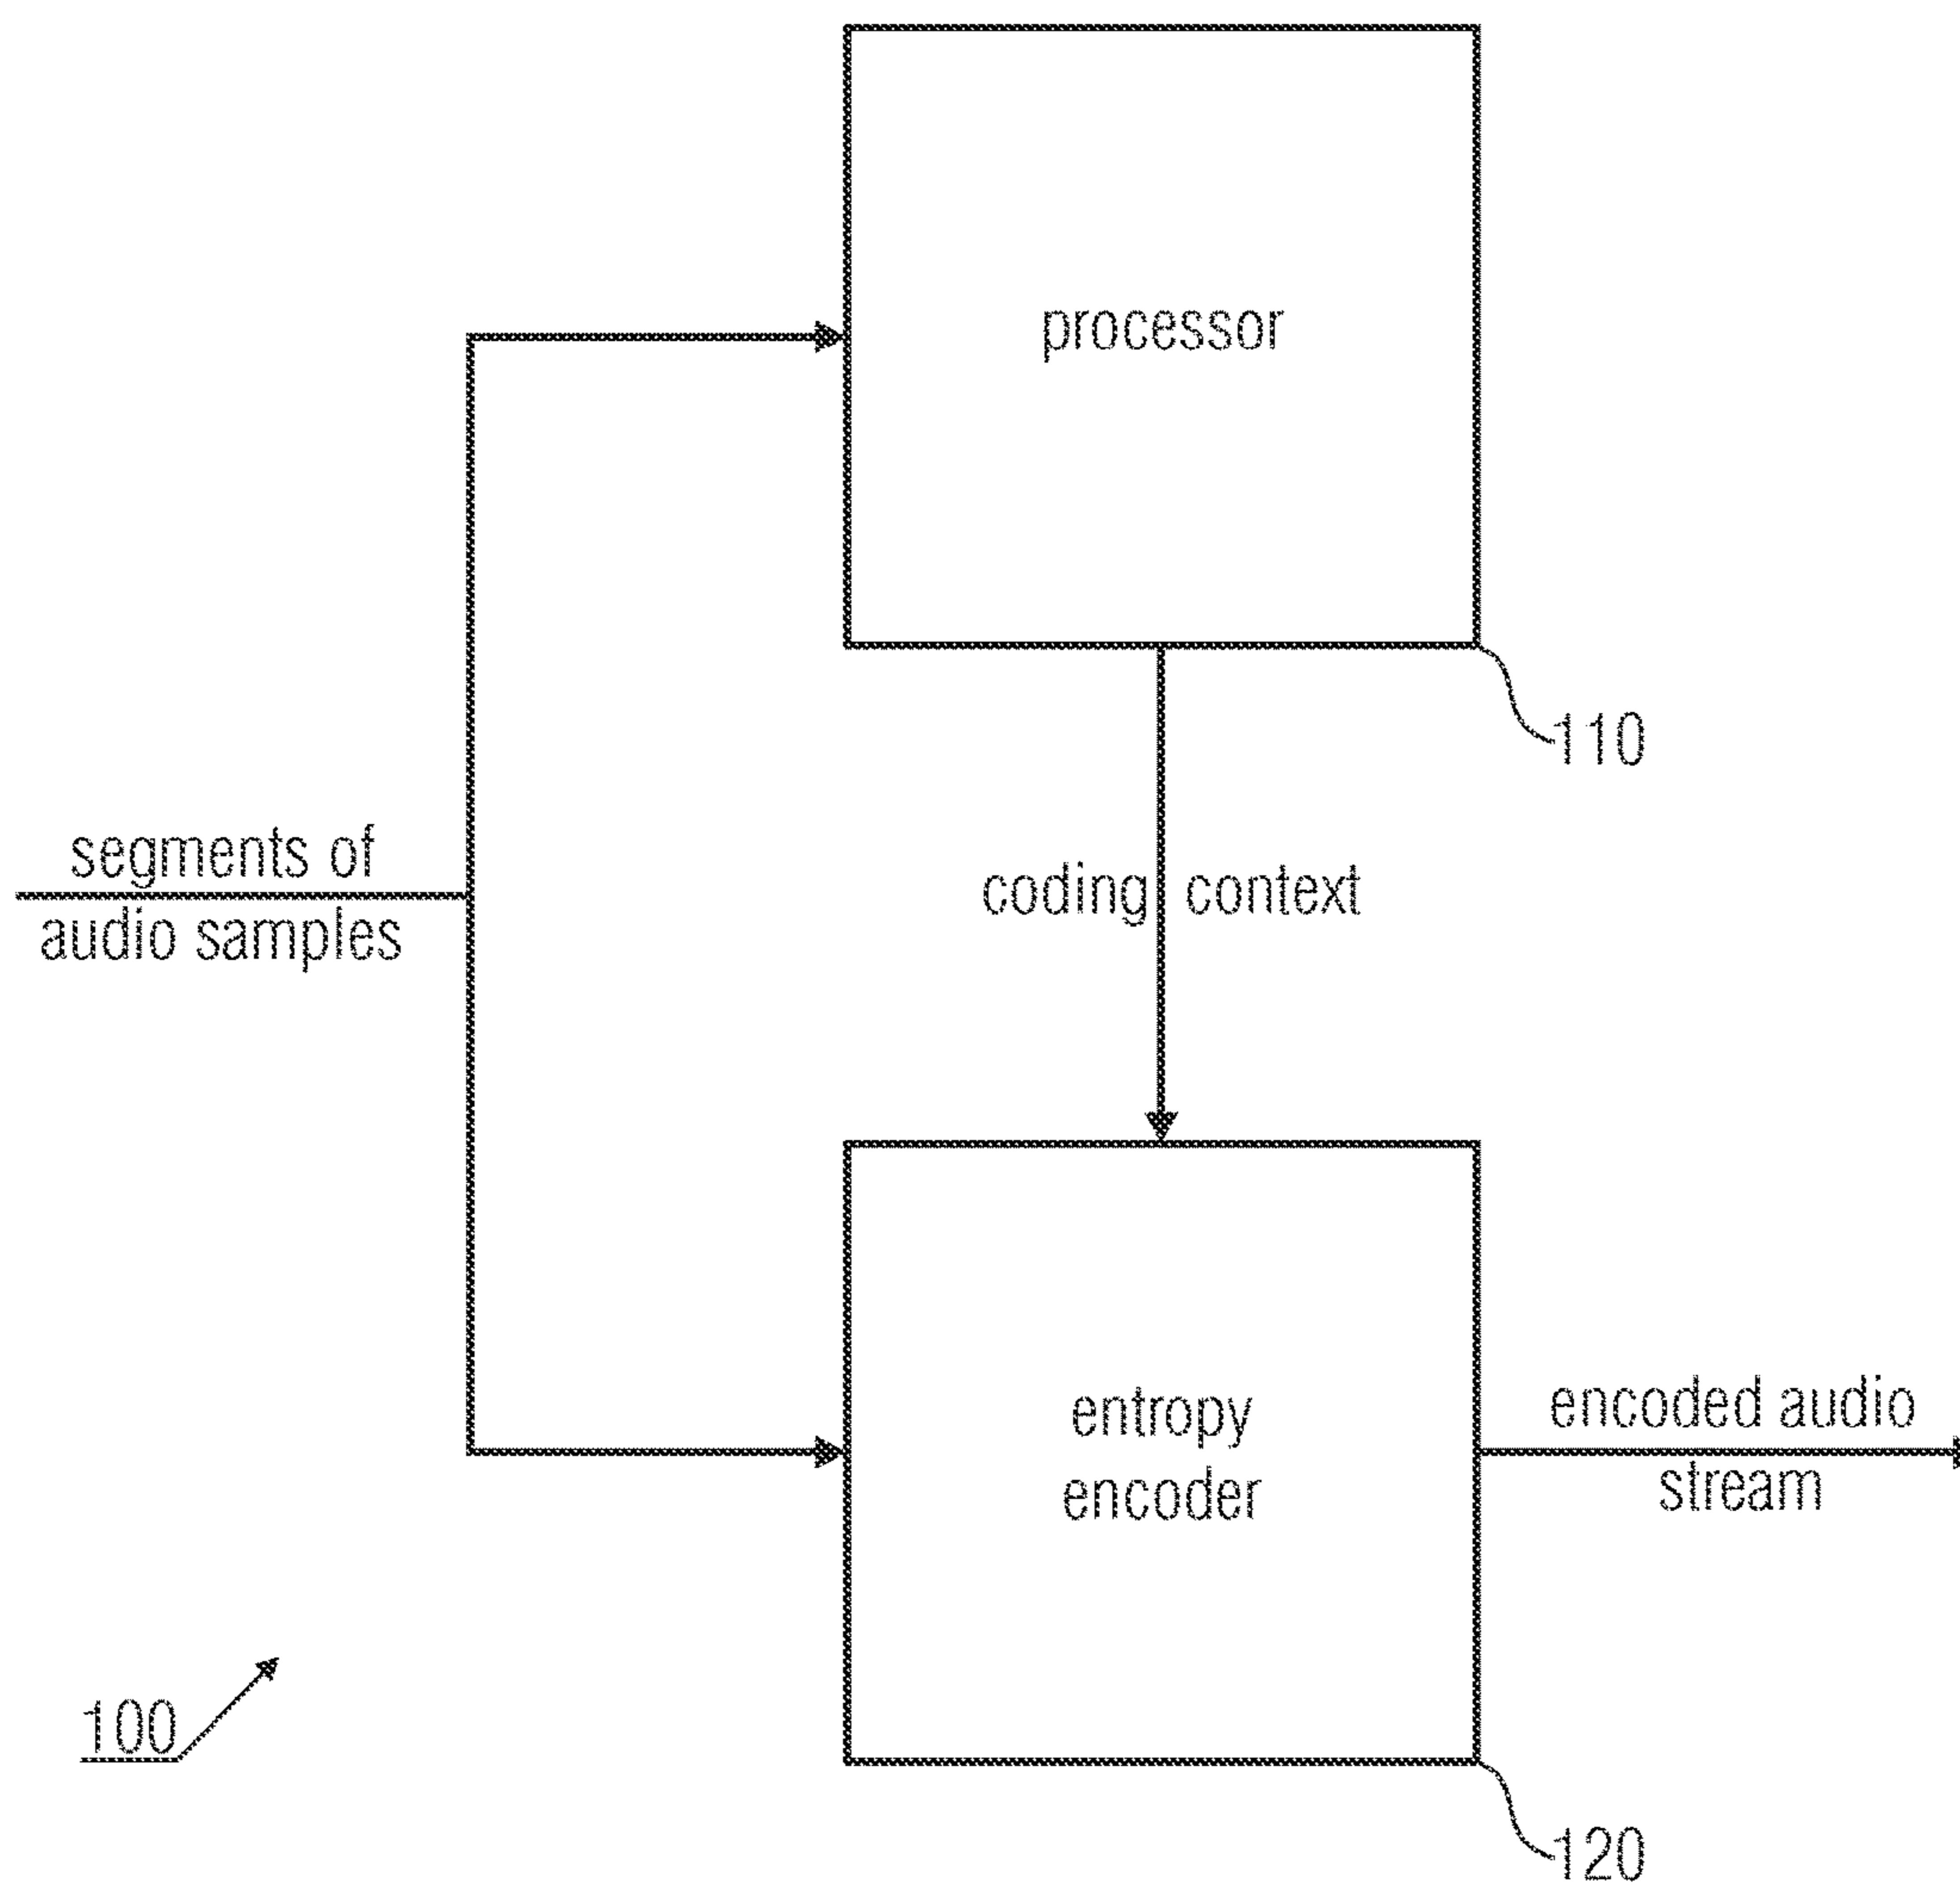 processor
110
segments of
audio samples
coding context
entropy
encoder
encoded audio
stream
100
120